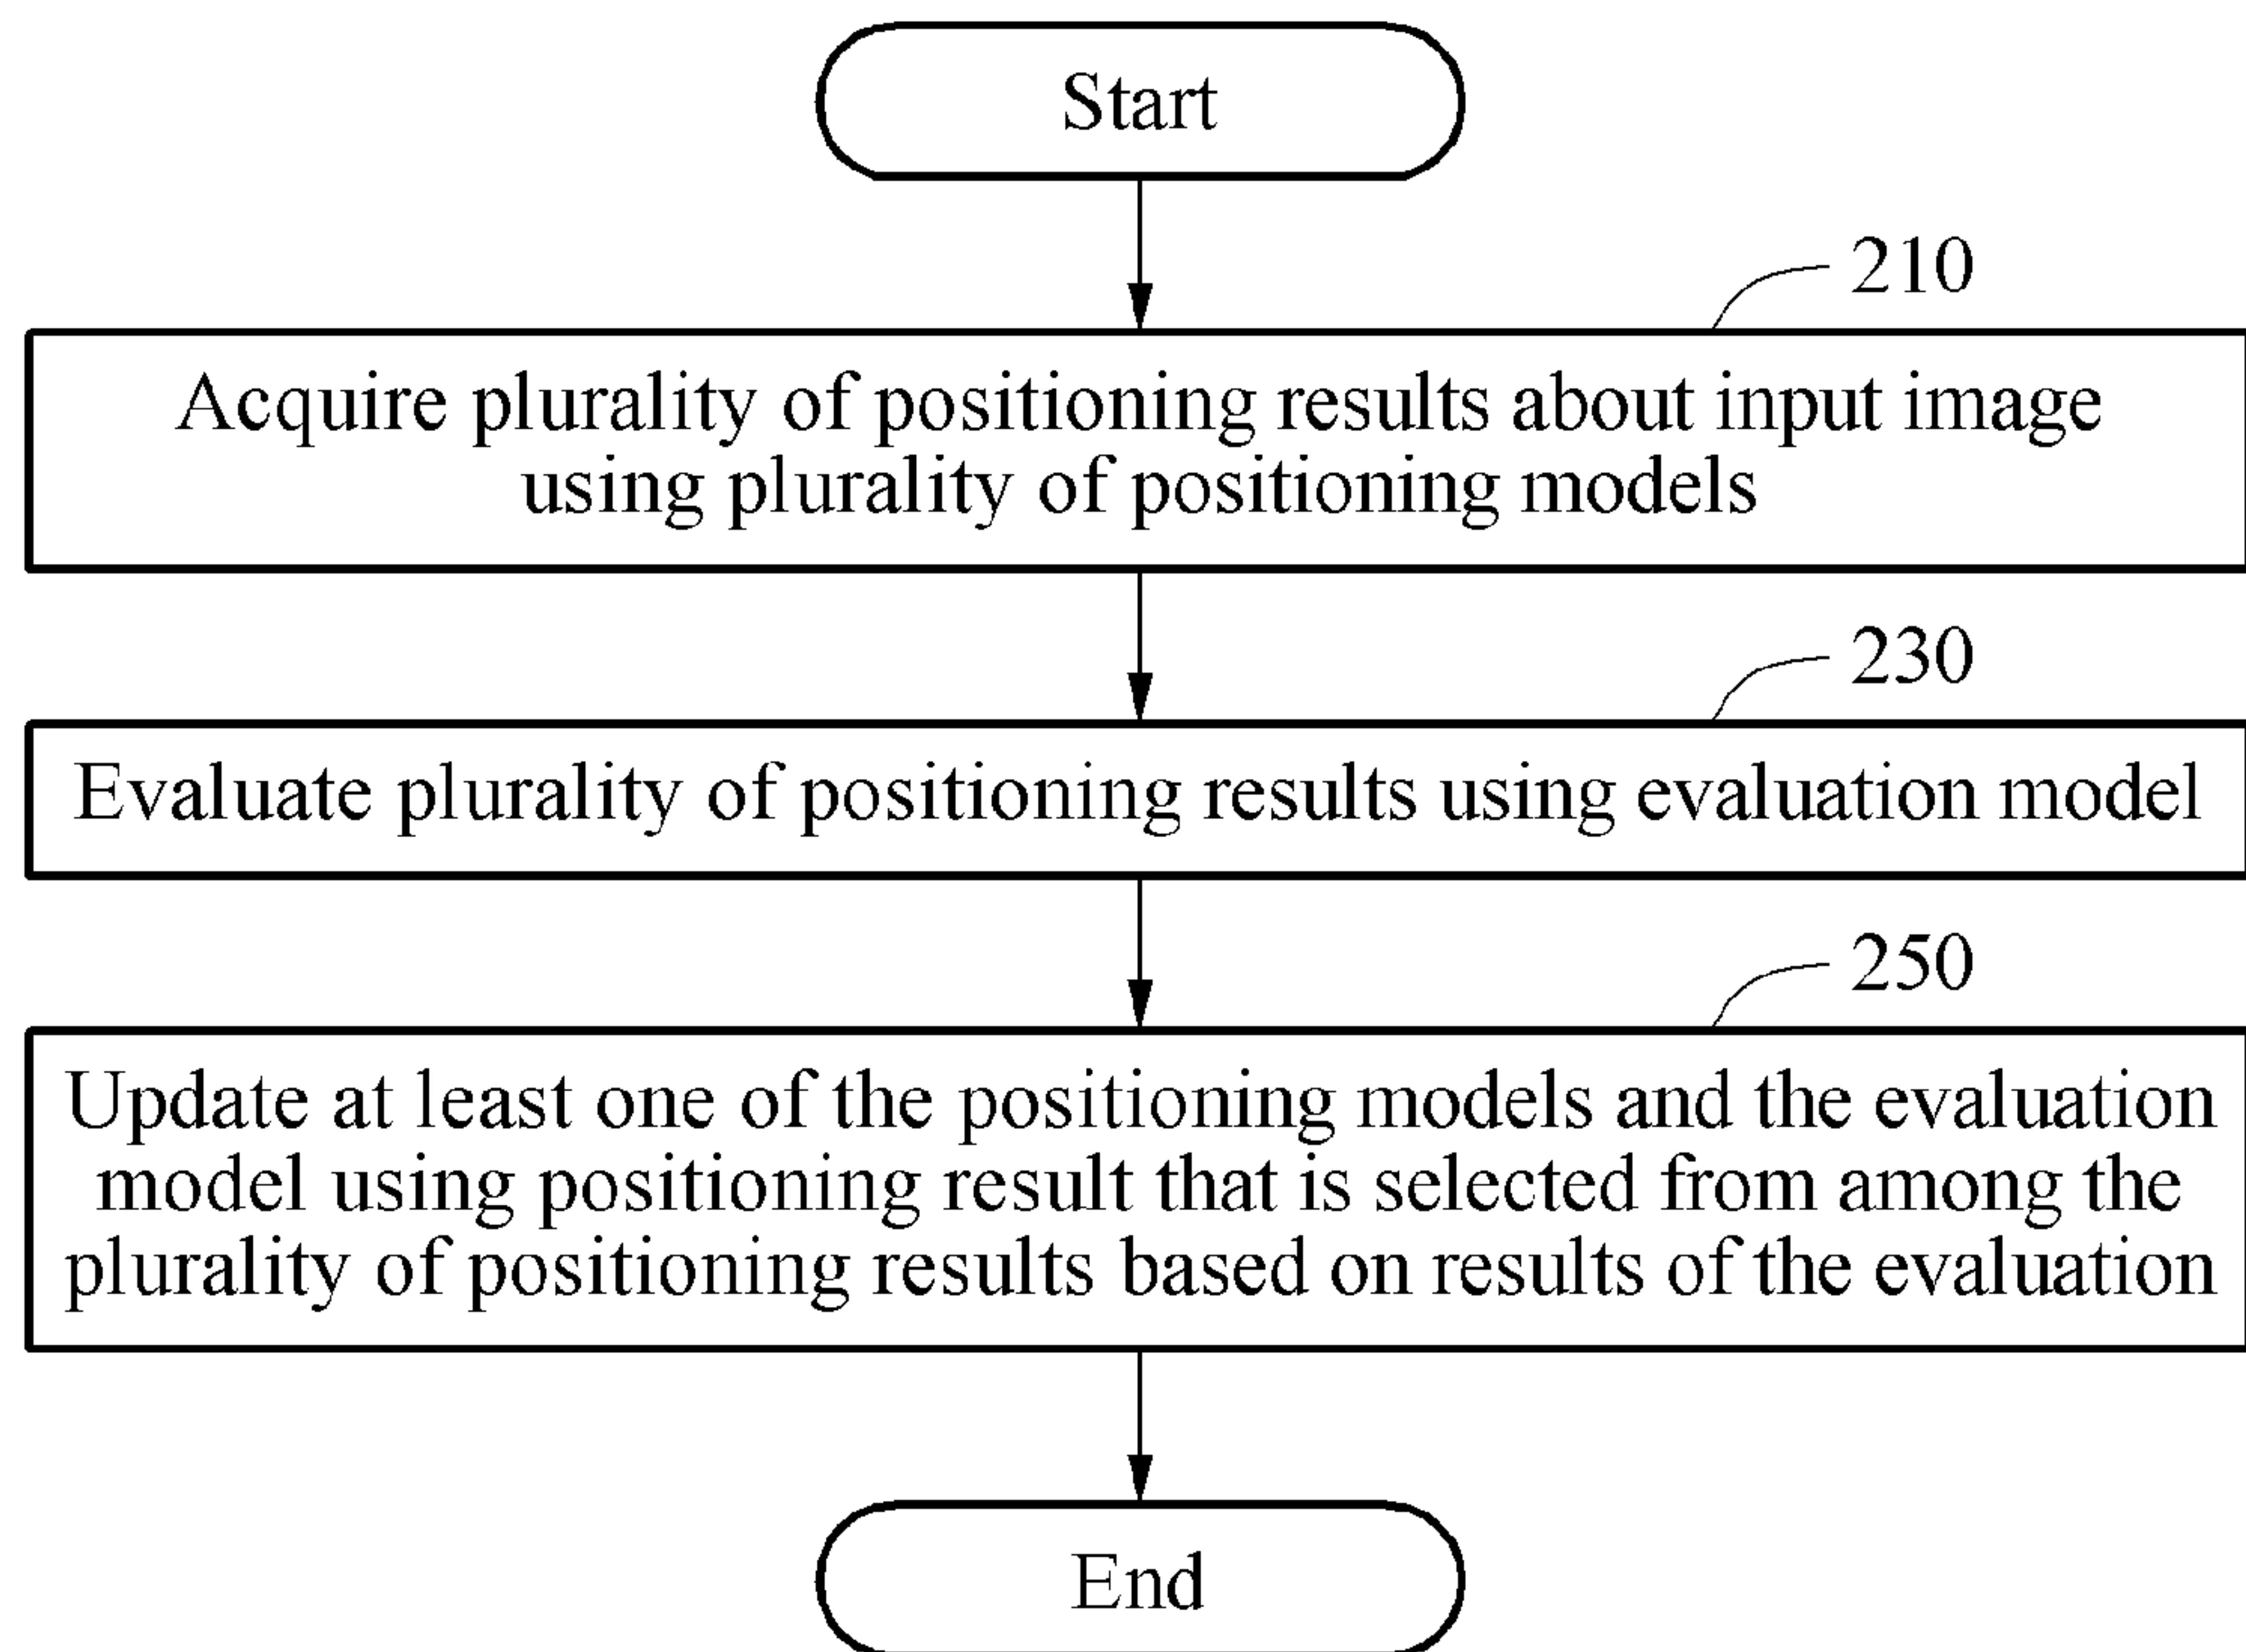 Start
210
Acquire plurality of positioning results about input image
using plurality of positioning models
230
Evaluate plurality of positioning results using evaluation model
250
Update at least one of the positioning models and the evaluation
model using positioning result that is selected from among the
plurality of positioning results based on results of the evaluation
End